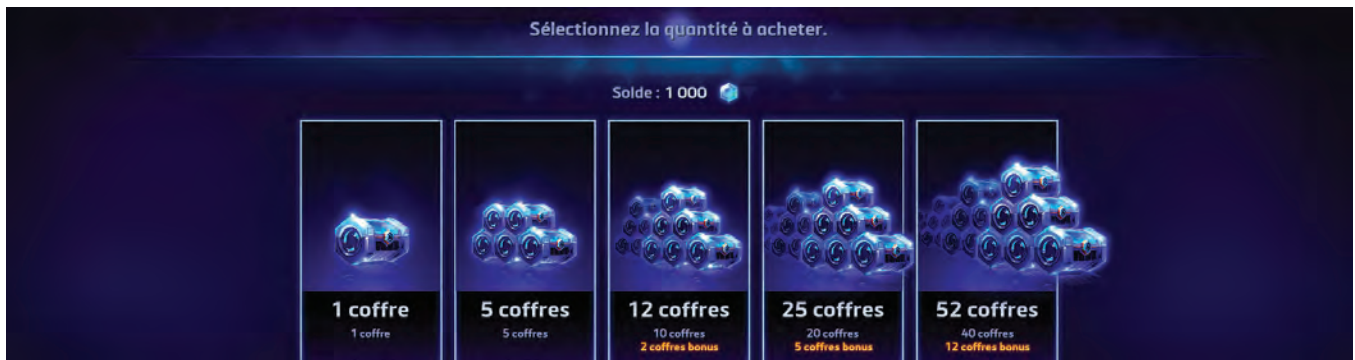 Sélectionnez la quantité à acheter.
Solde : 1 000
1 coffre
1 coffre
5 coffres
5 coffres
12 coffres
10 coffres
2 coffres bonus
25 coffres
20 coffres
5 coffres bonus
52 coffres
40 coffres
12 coffres bonus